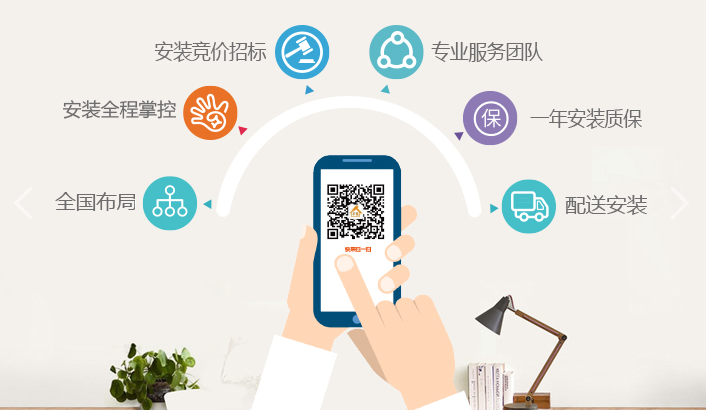 安装竞价招标
专业服务团队
安装全程掌控
保
一年安装质保
全国布局
配送安装
快来扫一扫